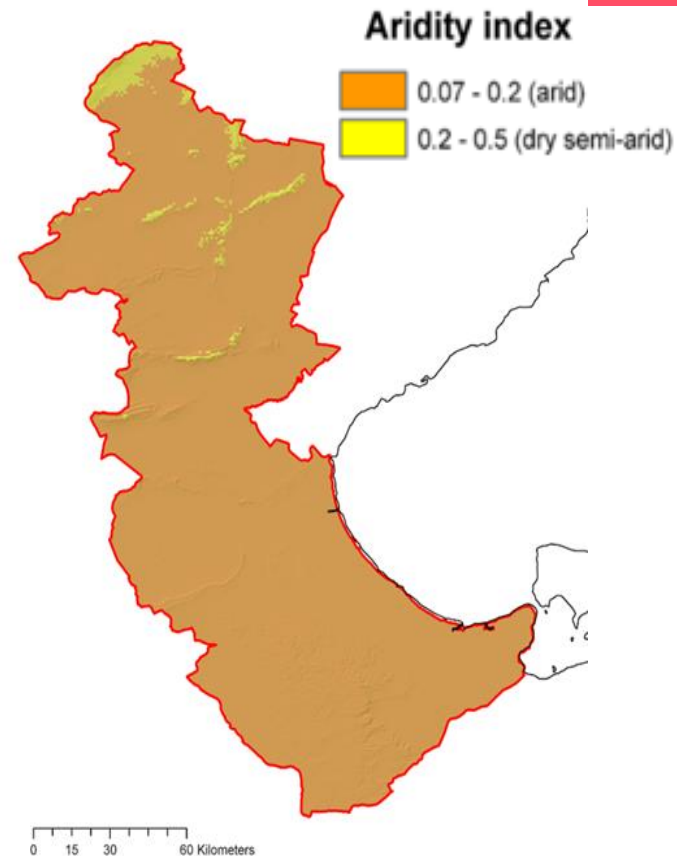 Aridity index
0.07 - 0.2 (arid)
0.2 - 0.5 (dry semi-arid)
0 15 30 60 Kilometers